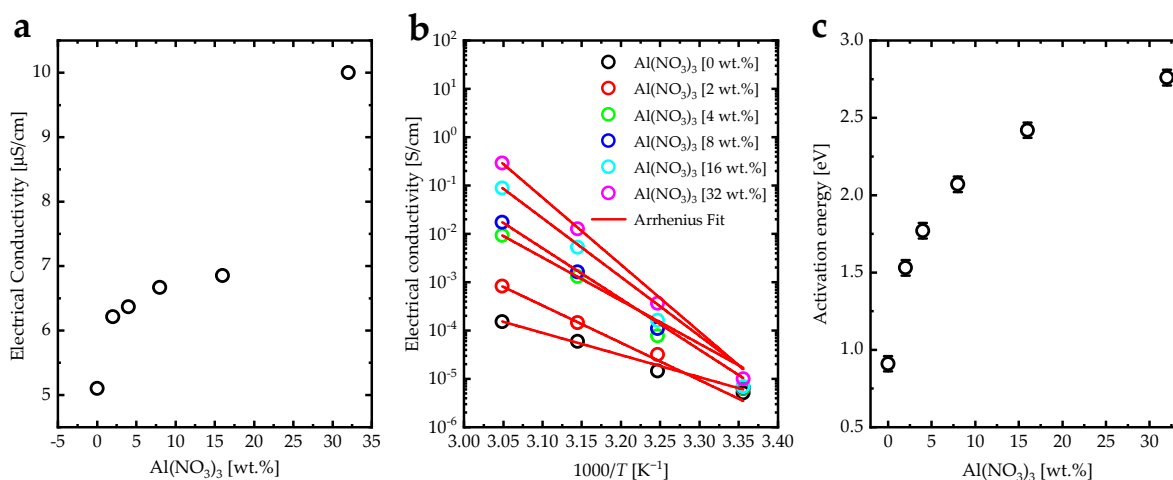 a
Electrical Conductivity [µS/cm]
10
9
8
7
6
5
-5 0 5 10 15 20 25 30 35
Al(NO₃)₃ [wt.%]
b
Electrical conductivity [S/cm]
10²
10¹
10⁰
10⁻¹
10⁻²
10⁻³
10⁻⁴
10⁻⁵
10⁻⁶
Al(NO₃)₃ [0 wt.%]
Al(NO₃)₃ [2 wt.%]
Al(NO₃)₃ [4 wt.%]
Al(NO₃)₃ [8 wt.%]
Al(NO₃)₃ [16 wt.%]
Al(NO₃)₃ [32 wt.%]
Arrhenius Fit
3.00 3.05 3.10 3.15 3.20 3.25 3.30 3.35 3.40
1000/T [K⁻¹]
c
Activation energy [eV]
3.0
2.5
2.0
1.5
1.0
0.5
0 5 10 15 20 25 30
Al(NO₃)₃ [wt.%]